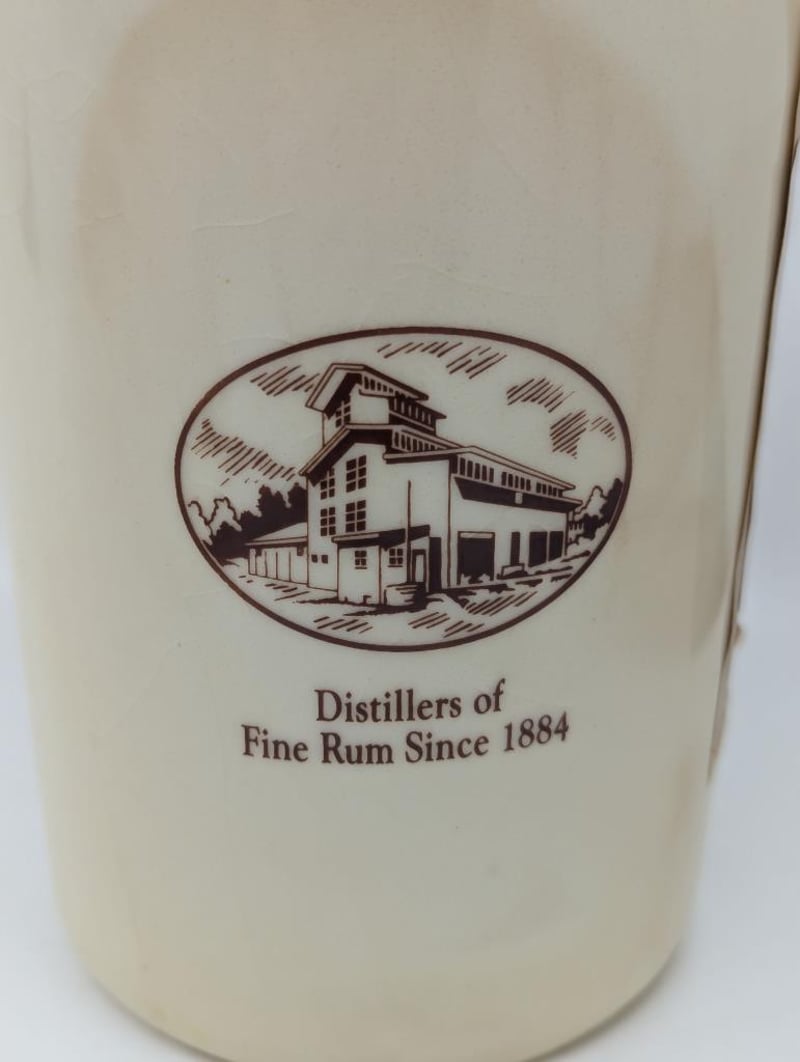 Distillers of
Fine Rum Since 1884